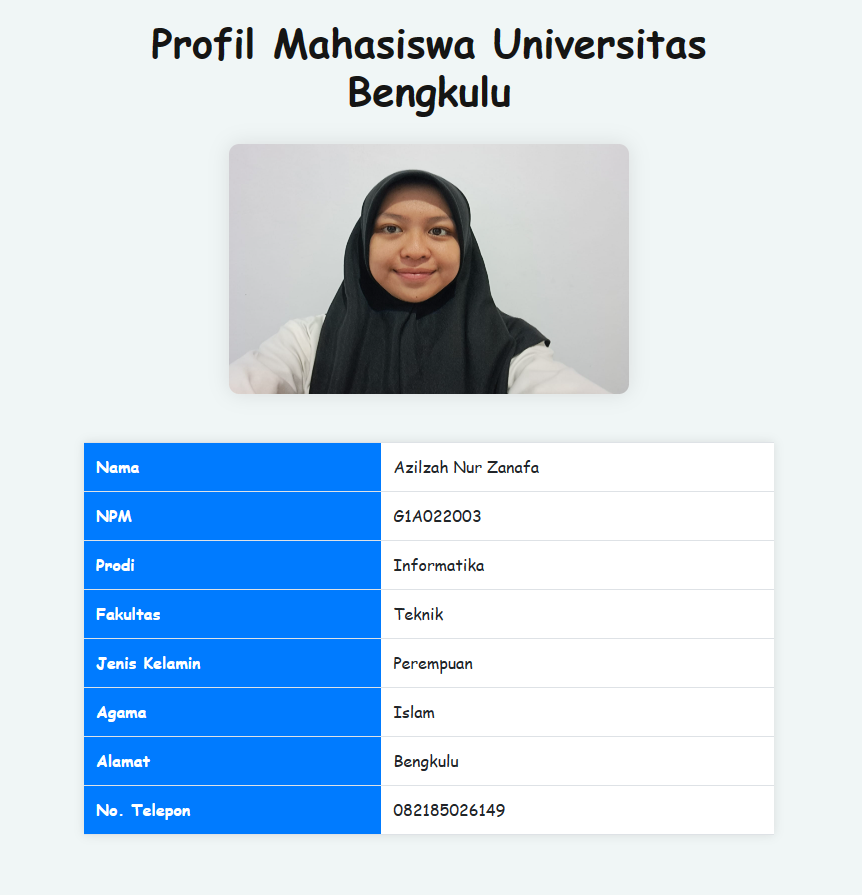 Profil Mahasiswa Universitas
Bengkulu
Nama Azilzah Nur Zanafa
NPM G1A022003
Prodi Informatika
Fakultas Teknik
Jenis Kelamin Perempuan
Agama Islam
Alamat Bengkulu
No. Telepon 082185026149